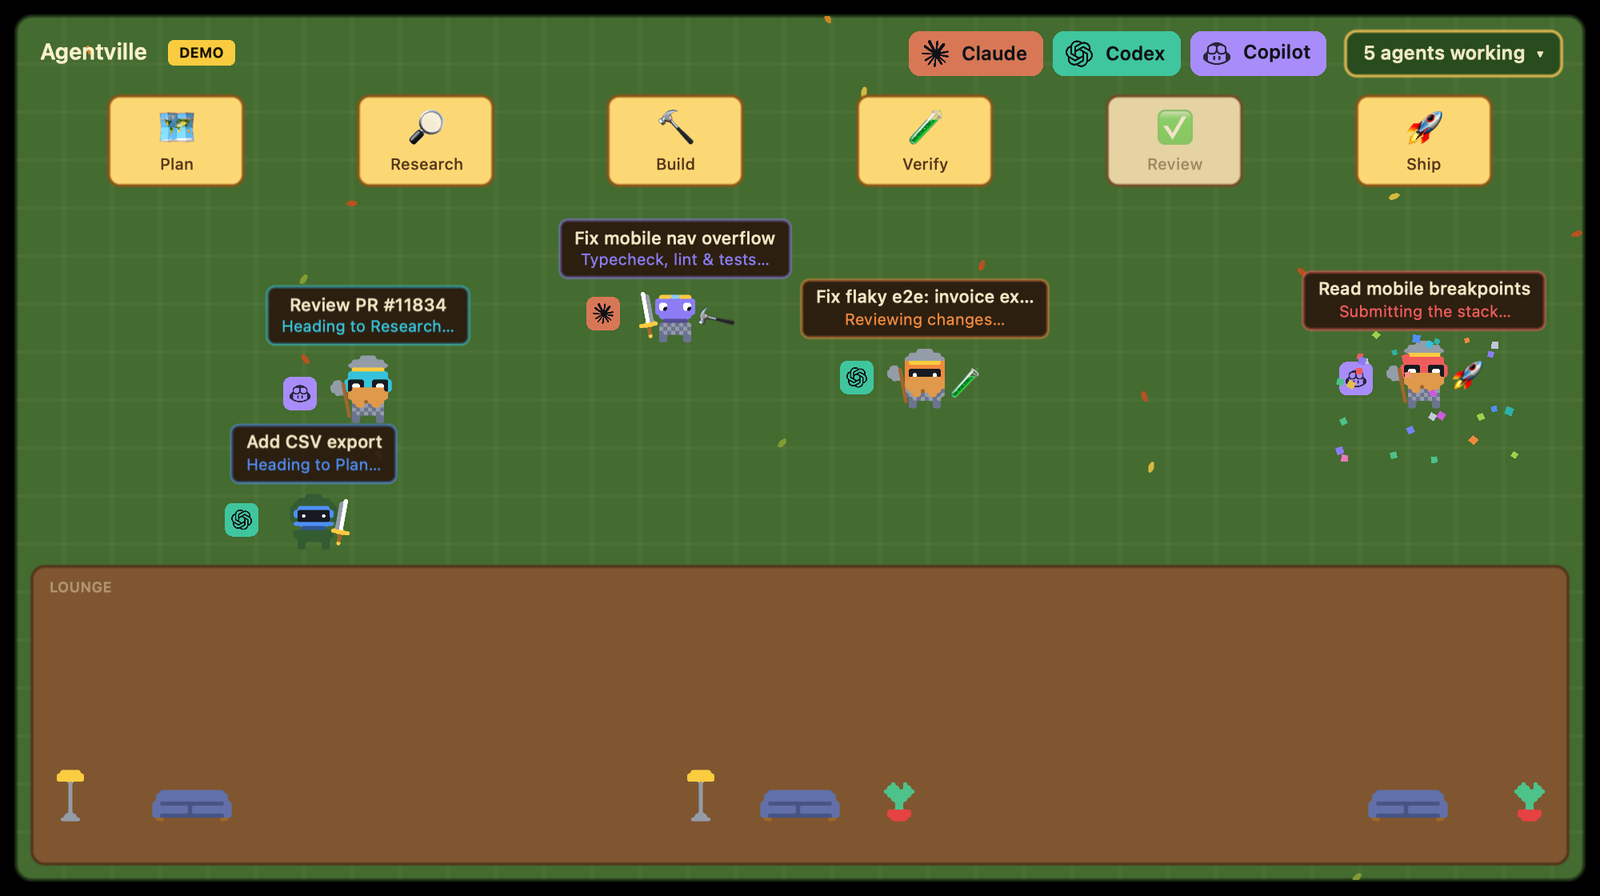 Agentville
DEMO
Claude
Codex
Copilot
5 agents working
Plan
Research
Build
Verify
Review
Ship
Fix mobile nav overflow
Typecheck, lint & tests...
Review PR #11834
Heading to Research...
Fix flaky e2e: invoice ex...
Reviewing changes...
Read mobile breakpoints
Submitting the stack...
Add CSV export
Heading to Plan...
LOUNGE